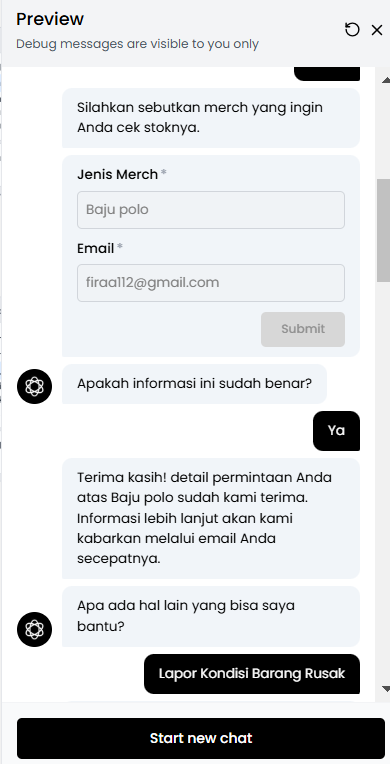 Preview
Debug messages are visible to you only
Silahkan sebutkan merch yang ingin
Anda cek stoknya.
Jenis Merch *
Baju polo
Email *
firaa112@gmail.com
Submit
Apakah informasi ini sudah benar?
Ya
Terima kasih! detail permintaan Anda
atas Baju polo sudah kami terima.
Informasi lebih lanjut akan kami
kabarkan melalui email Anda
secepatnya.
Apa ada hal lain yang bisa saya
bantu?
Lapor Kondisi Barang Rusak
Start new chat